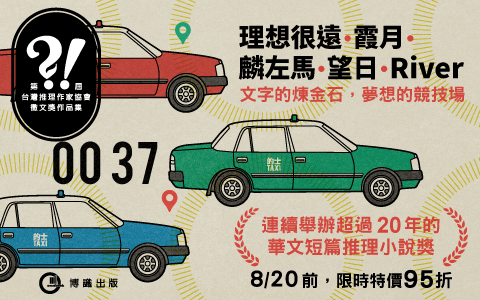 ?!
第 屆
台灣推理作家協會
徵文獎作品集
理想很遠·霞月·
麟左馬·望日·River
文字的煉金石，夢想的競技場
00 37
的士
TAXI
連續舉辦超過 20 年的
華文短篇推理小說獎
的士
TAXI
博識出版
8/20 前，限時特價95折